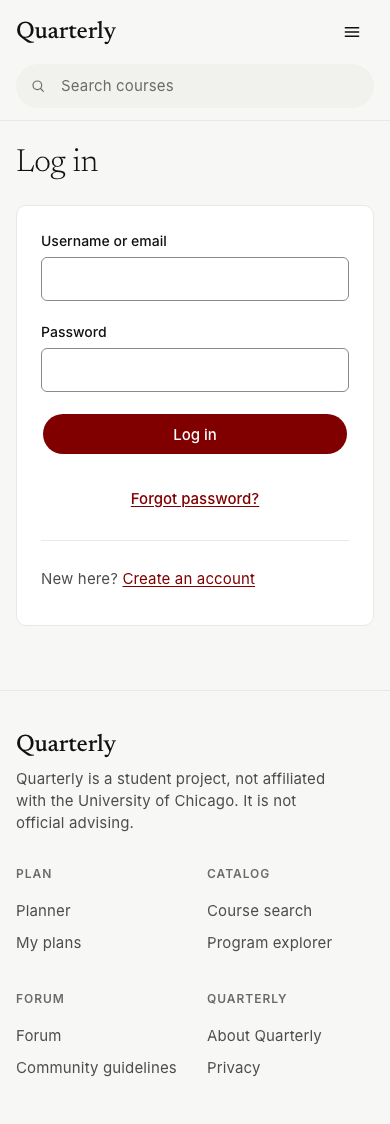 Quarterly
Search courses
Log in
Username or email
Password
Log in
Forgot password?
New here? Create an account
Quarterly
Quarterly is a student project, not affiliated
with the University of Chicago. It is not
official advising.
PLAN
Planner
My plans
CATALOG
Course search
Program explorer
FORUM
Forum
Community guidelines
QUARTERLY
About Quarterly
Privacy